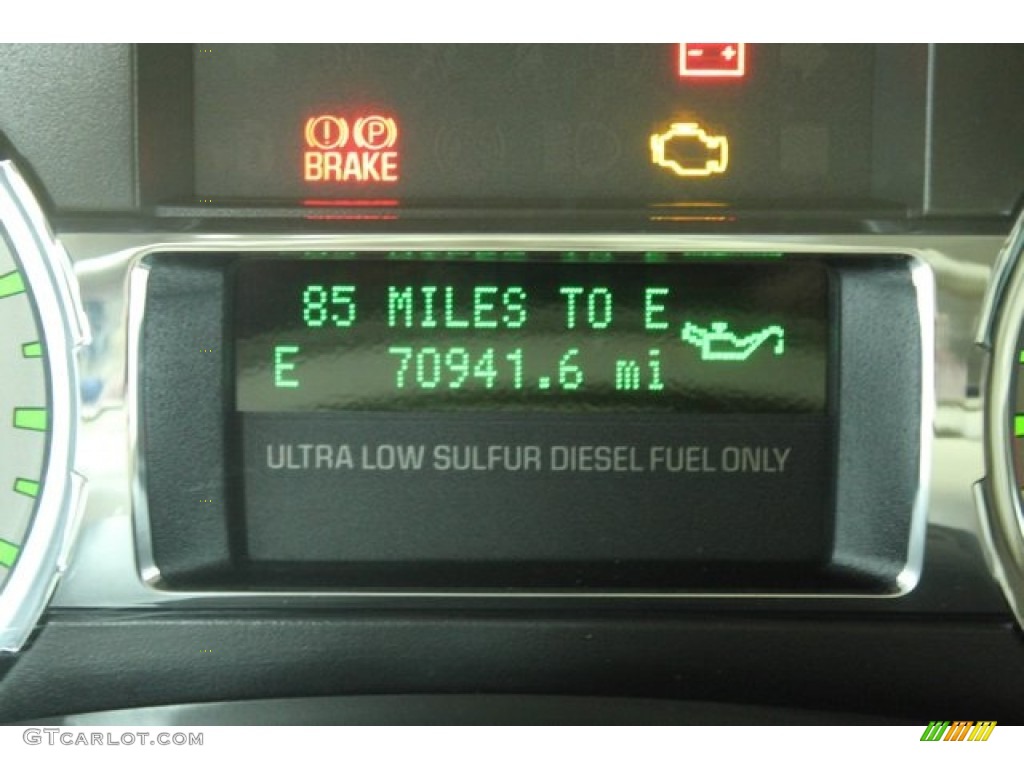 - +
! P
BRAKE
85 MILES TO E
E 70941.6 mi
ULTRA LOW SULFUR DIESEL FUEL ONLY
GTCARLOT.COM